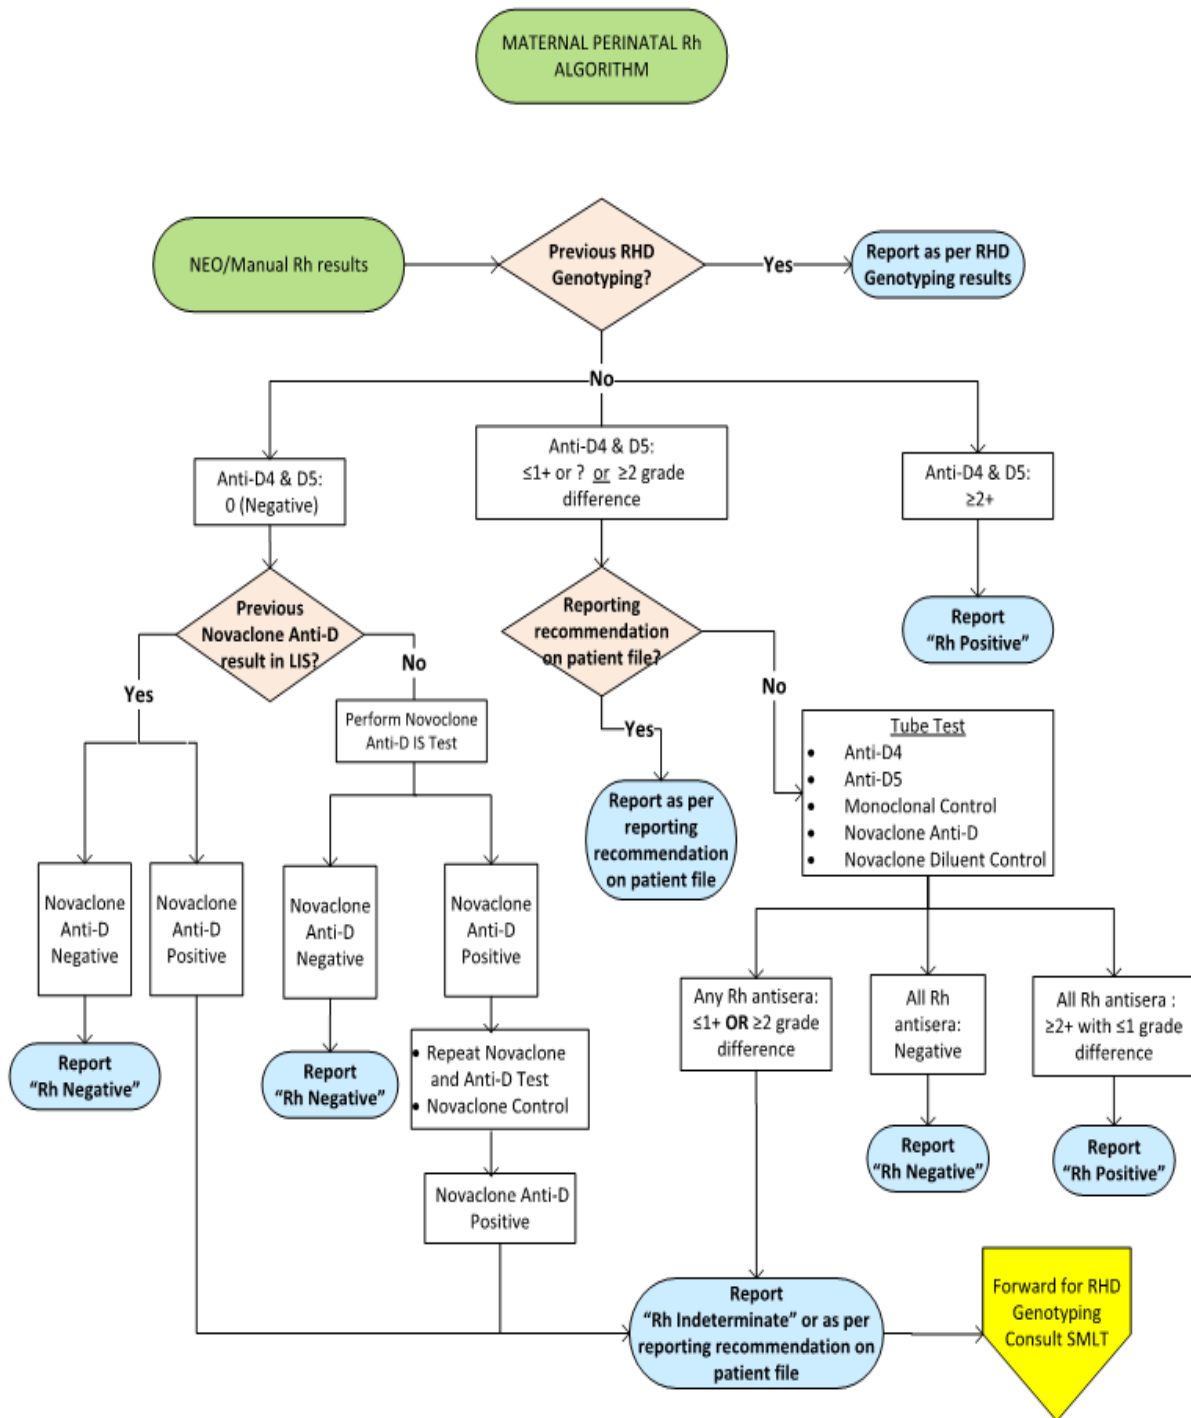 MATERNAL PERINATAL Rh
ALGORITHM
NEO/Manual Rh results
Previous RHD
Genotyping?
Yes
Report as per RHD
Genotyping results
No
Anti-D4 & D5:
0 (Negative)
Anti-D4 & D5:
≤1+ or ? or ≥2 grade
difference
Anti-D4 & D5:
≥2+
Previous
Novaclone Anti-D
result in LIS?
Reporting
recommendation
on patient file?
Report
“Rh Positive”
Yes
No
Yes
No
Perform Novoclone
Anti-D IS Test
Report as per
reporting
recommendation
on patient file
Tube Test
• Anti-D4
• Anti-D5
• Monoclonal Control
• Novaclone Anti-D
• Novaclone Diluent Control
Novaclone
Anti-D
Negative
Novaclone
Anti-D
Positive
Novaclone
Anti-D
Negative
Novaclone
Anti-D
Positive
Any Rh antisera:
≤1+ OR ≥2 grade
difference
All Rh
antisera:
Negative
All Rh antisera :
≥2+ with ≤1 grade
difference
Report
“Rh Negative”
Report
“Rh Negative”
• Repeat Novaclone
and Anti-D Test
• Novaclone Control
Report
“Rh Negative”
Report
“Rh Positive”
Novaclone Anti-D
Positive
Report
“Rh Indeterminate” or as per
reporting recommendation on
patient file
Forward for RHD
Genotyping
Consult SMLT